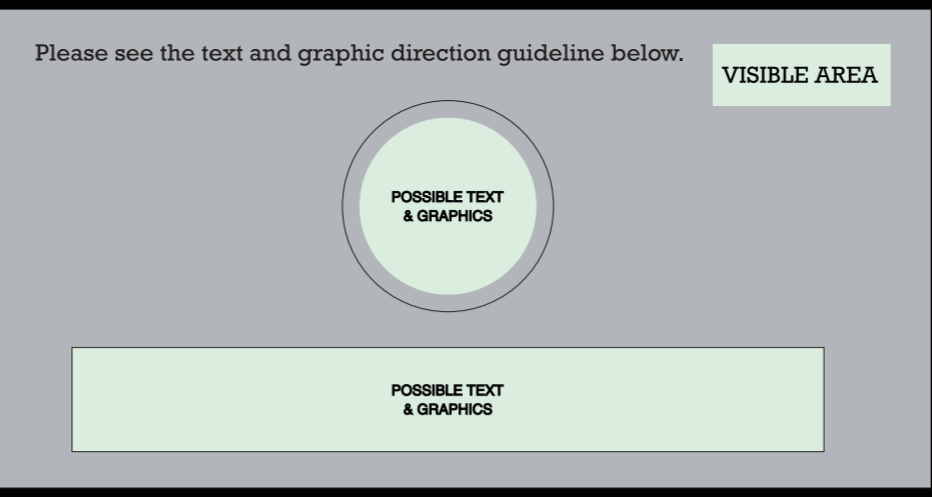 Please see the text and graphic direction guideline below.
VISIBLE AREA
POSSIBLE TEXT
& GRAPHICS
POSSIBLE TEXT
& GRAPHICS